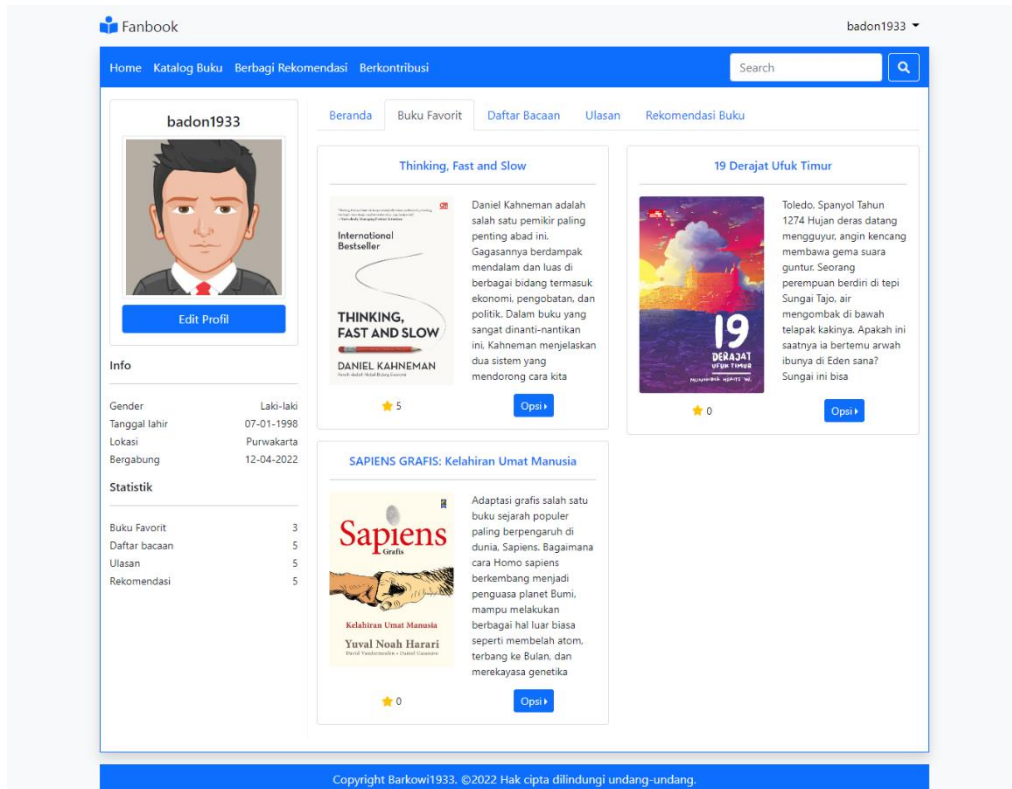 Fanbook
badon1933
Home Katalog Buku Berbagi Rekomendasi Berkontribusi
Search
badon1933
Edit Profil
Info
Gender Laki-laki
Tanggal lahir 07-01-1998
Lokasi Purwakarta
Bergabung 12-04-2022
Statistik
Buku Favorit 3
Daftar bacaan 5
Ulasan 5
Rekomendasi 5
Beranda Buku Favorit Daftar Bacaan Ulasan Rekomendasi Buku
Thinking, Fast and Slow
International
Bestseller
THINKING,
FAST AND SLOW
DANIEL KAHNEMAN
Daniel Kahneman adalah
salah satu pemikir paling
penting abad ini.
Gagasannya berdampak
mendalam dan luas di
berbagai bidang termasuk
ekonomi, pengobatan, dan
politik. Dalam buku yang
sangat dinanti-nantikan
ini, Kahneman menjelaskan
dua sistem yang
mendorong cara kita
5
Opsi
19 Derajat Ufuk Timur
19
DERAJAT
UFUK TIMUR
Toledo, Spanyol Tahun
1274 Hujan deras datang
mengguyur, angin kencang
membawa gema suara
guntur. Seorang
perempuan berdiri di tepi
Sungai Tajo, air
mengombak di bawah
telapak kakinya. Apakah ini
saatnya ia bertemu arwah
ibunya di Eden sana?
Sungai ini bisa
0
Opsi
SAPIENS GRAFIS: Kelahiran Umat Manusia
Sapiens
Grafis
Kelahiran Umat Manusia
Yuval Noah Harari
Adaptasi grafis salah satu
buku sejarah populer
paling berpengaruh di
dunia, Sapiens. Bagaimana
cara Homo sapiens
berkembang menjadi
penguasa planet Bumi,
mampu melakukan
berbagai hal luar biasa
seperti membelah atom,
terbang ke Bulan, dan
merekayasa genetika
0
Opsi
Copyright Barkowi1933. ©2022 Hak cipta dilindungi undang-undang.